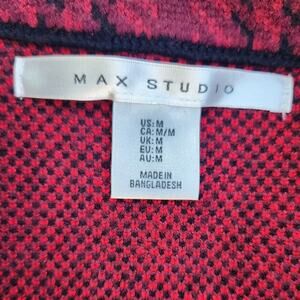 MAX STUDIO
US: M
CA: M/M
UK: M
EU: M
AU: M
MADE IN
BANGLADESH